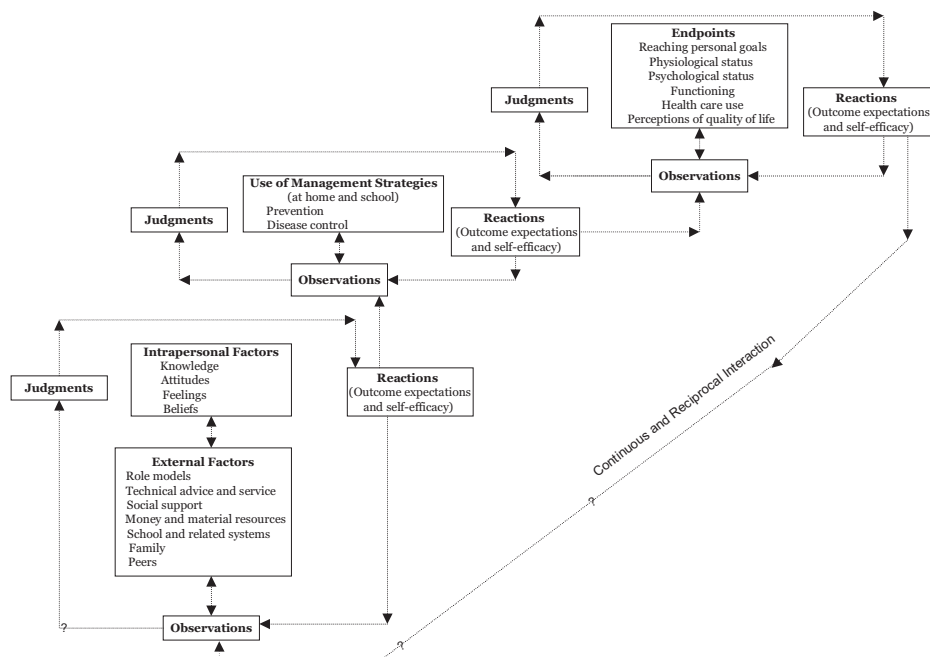 Endpoints
Reaching personal goals
Physiological status
Psychological status
Functioning
Health care use
Perceptions of quality of life
Judgments
Reactions
(Outcome expectations
and self-efficacy)
Observations
Use of Management Strategies
(at home and school)
Prevention
Disease control
Judgments
Reactions
(Outcome expectations
and self-efficacy)
Observations
Intrapersonal Factors
Knowledge
Attitudes
Feelings
Beliefs
Judgments
Reactions
(Outcome expectations
and self-efficacy)
External Factors
Role models
Technical advice and service
Social support
Money and material resources
School and related systems
Family
Peers
Observations
?
Continuous and Reciprocal Interaction
?
?